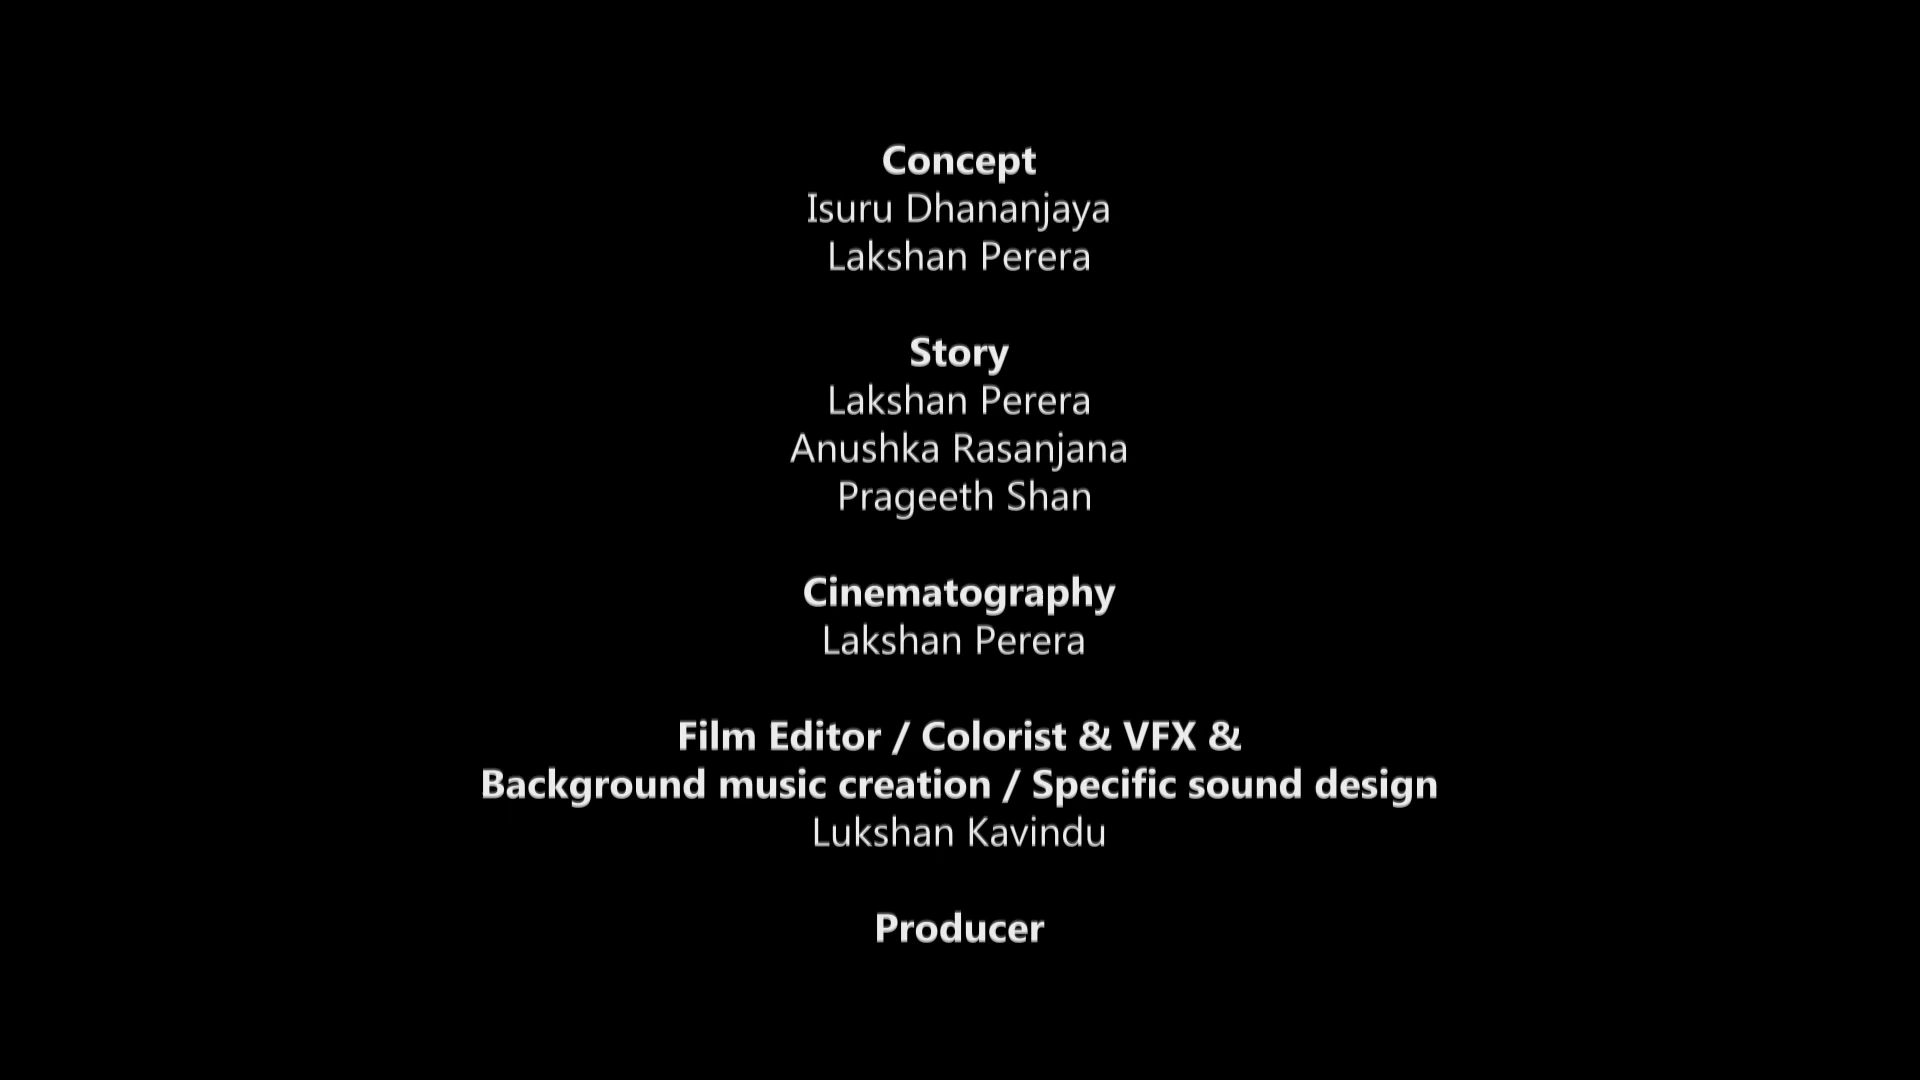 Concept
Isuru Dhananjaya
Lakshan Perera
Story
Lakshan Perera
Anushka Rasanjana
Prageeth Shan
Cinematography
Lakshan Perera
Film Editor / Colorist & VFX &
Background music creation / Specific sound design
Lukshan Kavindu
Producer